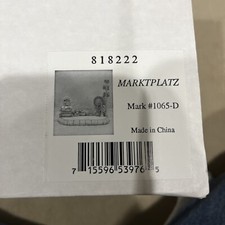 818222
MARKTPLATZ
Mark #1065-D
Made in China
7 15596 53976 5